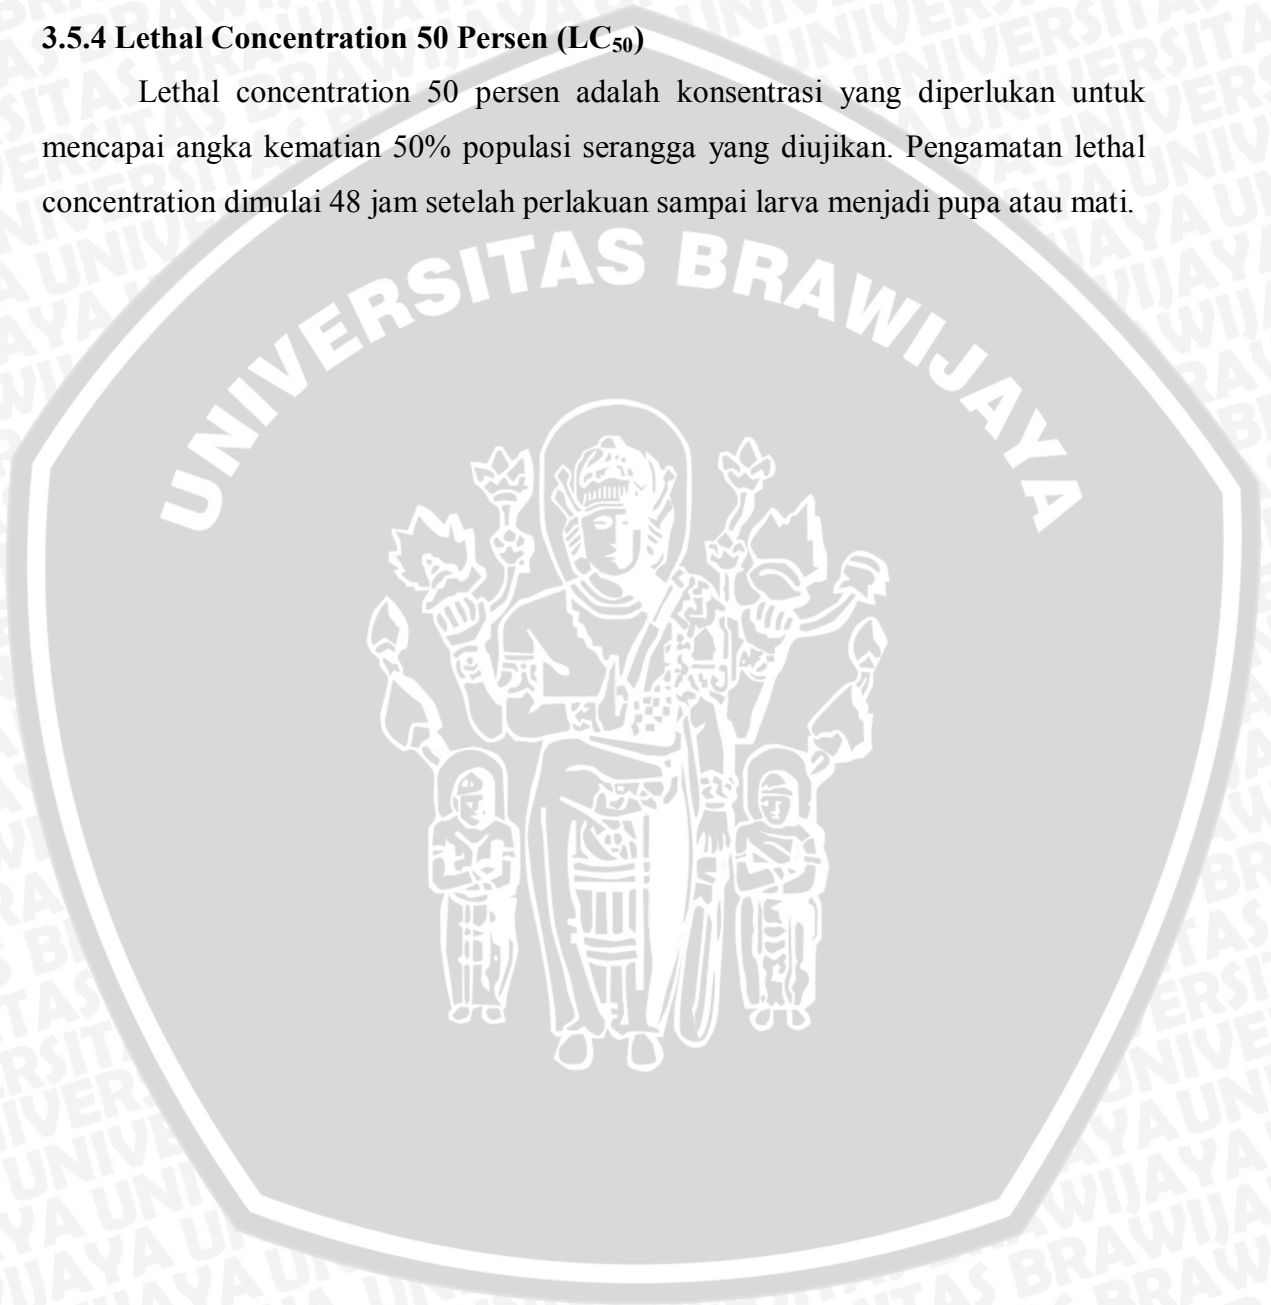 3.5.4 Lethal Concentration 50 Persen (LC50)
Lethal concentration 50 persen adalah konsentrasi yang diperlukan untuk
mencapai angka kematian 50% populasi serangga yang diujikan. Pengamatan lethal
concentration dimulai 48 jam setelah perlakuan sampai larva menjadi pupa atau mati.
UNIVERSITAS BRAWIJAYA